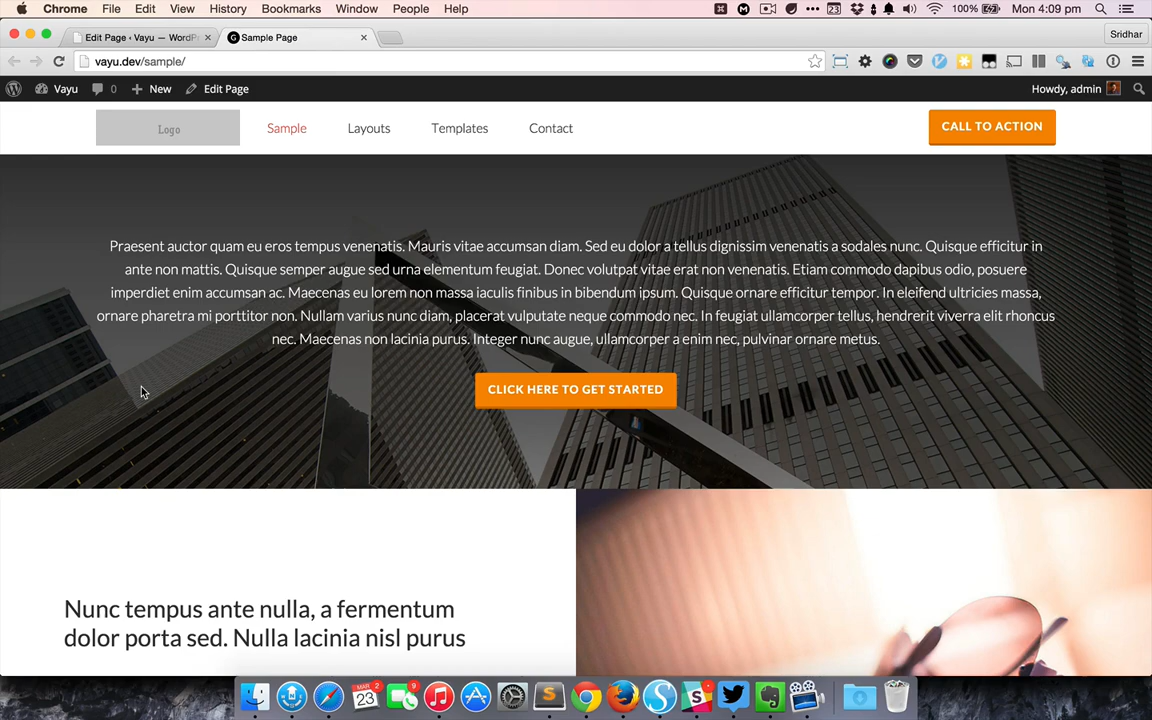 Chrome File Edit View History Bookmarks Window People Help
23 100% Mon 4:09 pm
Edit Page ‹ Vayu — WordPr
Sample Page
Sridhar
vayu.dev/sample/
Vayu 0 New Edit Page
Howdy, admin
Logo
Sample Layouts Templates Contact
CALL TO ACTION
Praesent auctor quam eu eros tempus venenatis. Mauris vitae accumsan diam. Sed eu dolor a tellus dignissim venenatis a sodales nunc. Quisque efficitur in
ante non mattis. Quisque semper augue sed urna elementum feugiat. Donec volutpat vitae erat non venenatis. Etiam commodo dapibus odio, posuere
imperdiet enim accumsan ac. Maecenas eu lorem non massa iaculis finibus in bibendum ipsum. Quisque ornare efficitur tempor. In eleifend ultricies massa,
ornare pharetra mi porttitor non. Nullam varius nunc diam, placerat vulputate neque commodo nec. In feugiat ullamcorper tellus, hendrerit viverra elit rhoncus
nec. Maecenas non lacinia purus. Integer nunc augue, ullamcorper a enim nec, pulvinar ornare metus.
CLICK HERE TO GET STARTED
Nunc tempus ante nulla, a fermentum
dolor porta sed. Nulla lacinia nisl purus
MAR 23 2 9